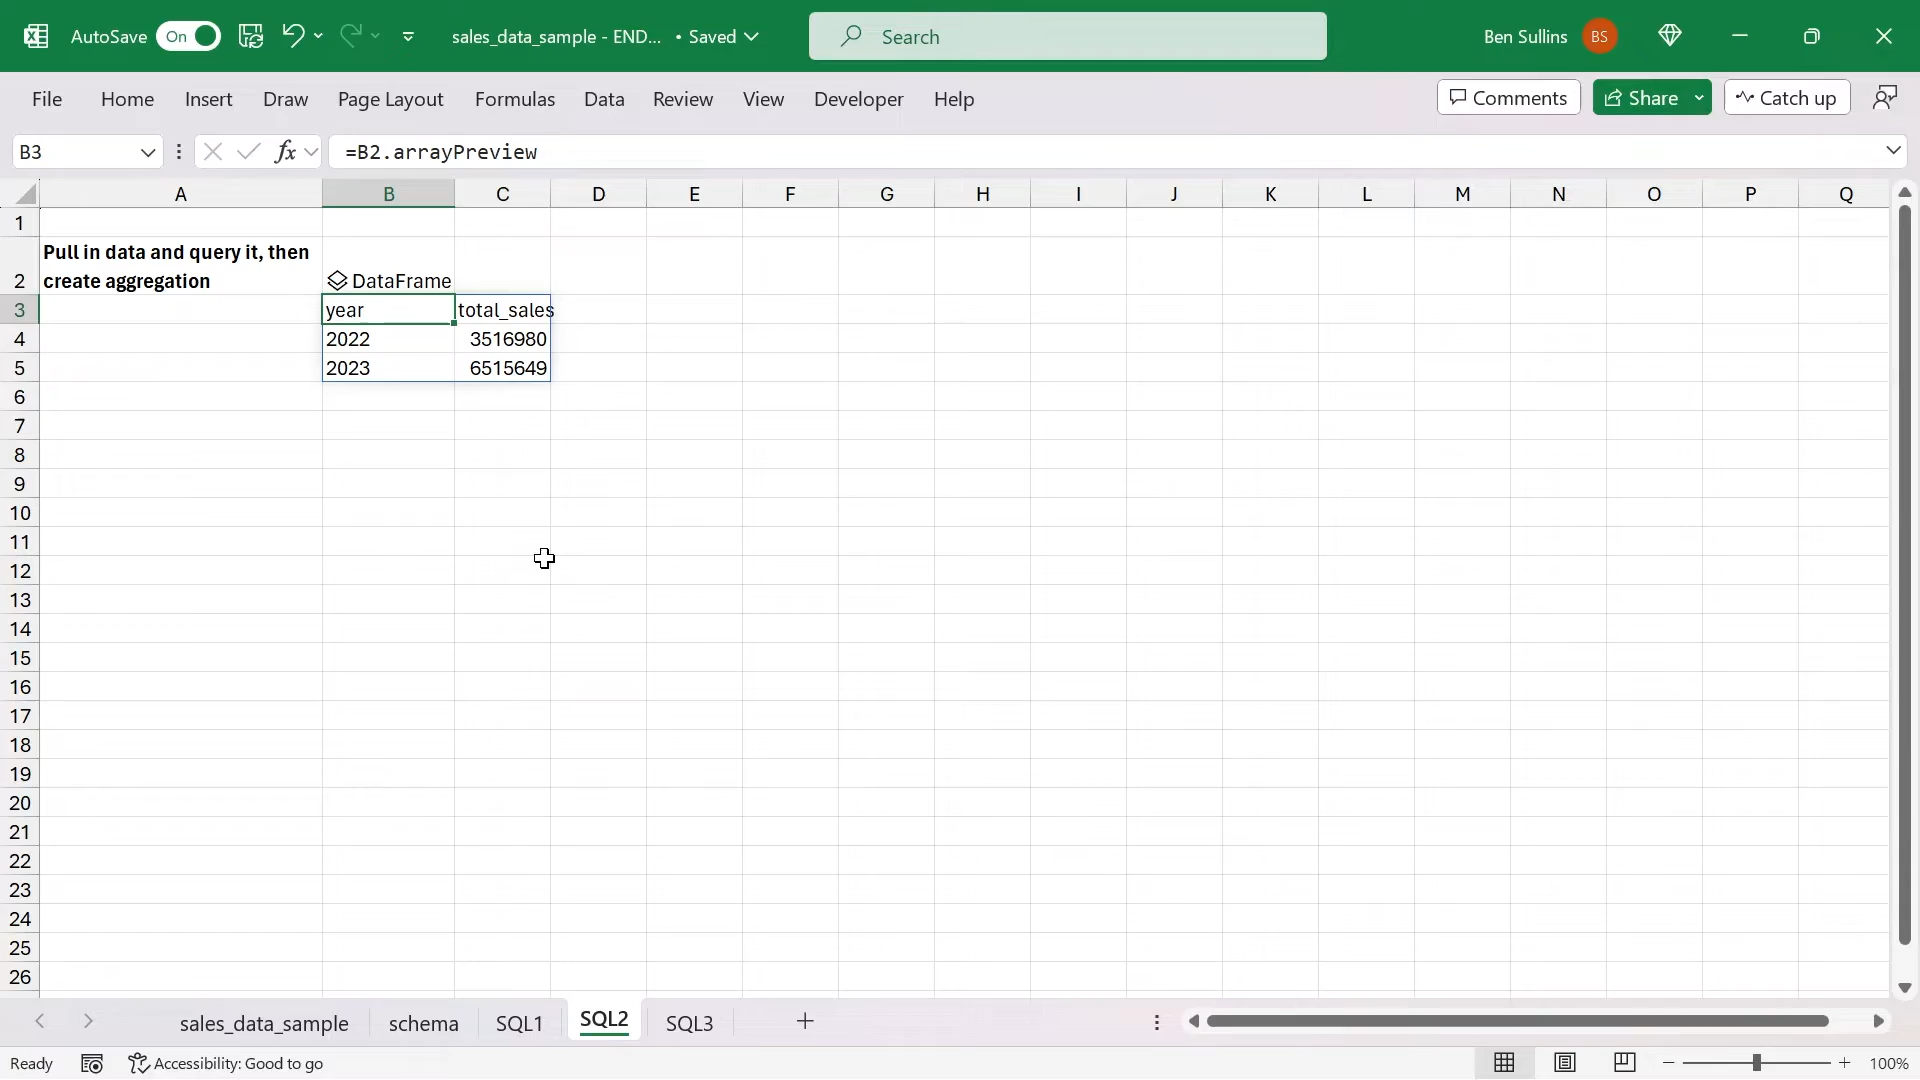 AutoSave On sales_data_sample - END... • Saved Search Ben Sullins BS
File Home Insert Draw Page Layout Formulas Data Review View Developer Help Comments Share Catch up
B3 fx =B2.arrayPreview
A B C D E F G H I J K L M N O P Q
1
Pull in data and query it, then
2 create aggregation DataFrame
3 year total_sales
4 2022 3516980
5 2023 6515649
6
7
8
9
10
11
12
13
14
15
16
17
18
19
20
21
22
23
24
25
26
sales_data_sample schema SQL1 SQL2 SQL3
Ready Accessibility: Good to go 100%